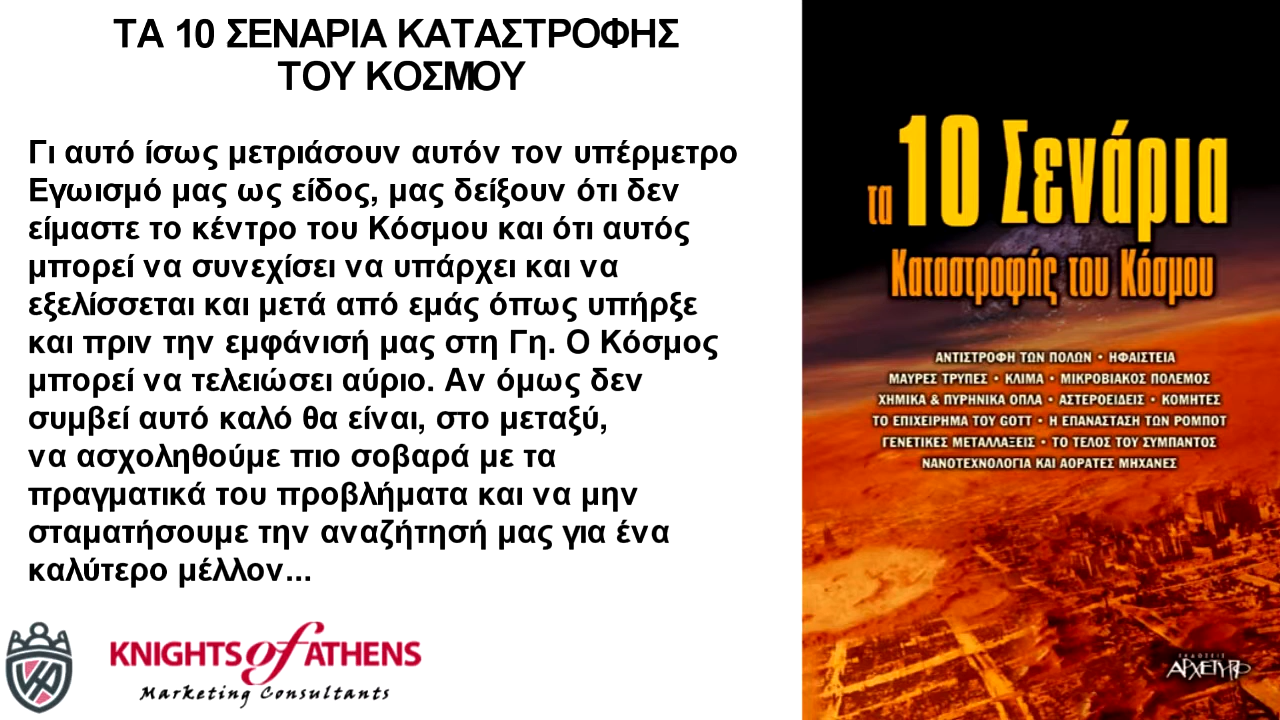 ΤΑ 10 ΣΕΝΑΡΙΑ ΚΑΤΑΣΤΡΟΦΗΣ
ΤΟΥ ΚΟΣΜΟΥ
Γι αυτό ίσως μετριάσουν αυτόν τον υπέρμετρο
Εγωισμό μας ως είδος, μας δείξουν ότι δεν
είμαστε το κέντρο του Κόσμου και ότι αυτός
μπορεί να συνεχίσει να υπάρχει και να
εξελίσσεται και μετά από εμάς όπως υπήρξε
και πριν την εμφάνισή μας στη Γη. Ο Κόσμος
μπορεί να τελειώσει αύριο. Αν όμως δεν
συμβεί αυτό καλό θα είναι, στο μεταξύ,
να ασχοληθούμε πιο σοβαρά με τα
πραγματικά του προβλήματα και να μην
σταματήσουμε την αναζήτησή μας για ένα
καλύτερο μέλλον...
KNIGHTS of ATHENS
Marketing Consultants
τα 10 Σενάρια
Καταστροφής του Κόσμου
ΑΝΤΙΣΤΡΟΦΗ ΤΩΝ ΠΟΛΩΝ • ΗΦΑΙΣΤΕΙΑ
ΜΑΥΡΕΣ ΤΡΥΠΕΣ • ΚΛΙΜΑ • ΜΙΚΡΟΒΙΑΚΟΣ ΠΟΛΕΜΟΣ
ΧΗΜΙΚΑ & ΠΥΡΗΝΙΚΑ ΟΠΛΑ • ΑΣΤΕΡΟΕΙΔΕΙΣ • ΚΟΜΗΤΕΣ
ΤΟ ΕΠΙΧΕΙΡΗΜΑ ΤΟΥ GOTT • Η ΕΠΑΝΑΣΤΑΣΗ ΤΩΝ ΡΟΜΠΟΤ
ΓΕΝΕΤΙΚΕΣ ΜΕΤΑΛΛΑΞΕΙΣ • ΤΟ ΤΕΛΟΣ ΤΟΥ ΣΥΜΠΑΝΤΟΣ
ΝΑΝΟΤΕΧΝΟΛΟΓΙΑ ΚΑΙ ΑΟΡΑΤΕΣ ΜΗΧΑΝΕΣ
ΕΚΔΟΣΕΙΣ
ΑΡΧΕΤΥΠΟ